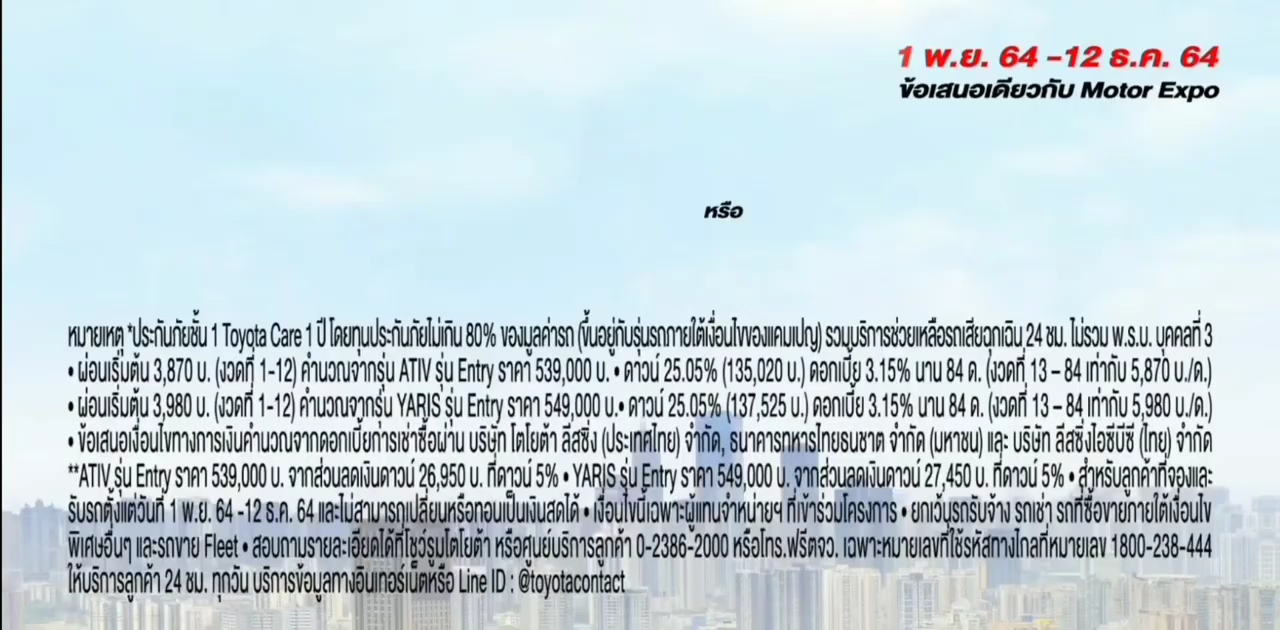 1 พ.ย. 64 –12 ธ.ค. 64
ข้อเสนอเดียวกับ Motor Expo
หรือ
หมายเหตุ *ประกันภัยชั้น 1 Toyota Care 1 ปี โดยทุนประกันภัยไม่เกิน 80% ของมูลค่ารถ (ขึ้นอยู่กับรุ่นรถภายใต้เงื่อนไขของแคมเปญ) รวมบริการช่วยเหลือรถเสียฉุกเฉิน 24 ชม. ไม่รวม พ.ร.บ. บุคคลที่ 3
• ผ่อนเริ่มต้น 3,870 บ. (งวดที่ 1-12) คำนวณจากรุ่น ATIV รุ่น Entry ราคา 539,000 บ. • ดาวน์ 25.05% (135,020 บ.) ดอกเบี้ย 3.15% นาน 84 ด. (งวดที่ 13 – 84 เท่ากับ 5,870 บ./ด.)
• ผ่อนเริ่มต้น 3,980 บ. (งวดที่ 1-12) คำนวณจากรุ่น YARIS รุ่น Entry ราคา 549,000 บ.• ดาวน์ 25.05% (137,525 บ.) ดอกเบี้ย 3.15% นาน 84 ด. (งวดที่ 13 – 84 เท่ากับ 5,980 บ./ด.)
• ข้อเสนอเงื่อนไขทางการเงินคำนวณจากดอกเบี้ยการเช่าซื้อผ่าน บริษัท โตโยต้า ลีสซิ่ง (ประเทศไทย) จำกัด, ธนาคารทหารไทยธนชาต จำกัด (มหาชน) และ บริษัท ลีสซิ่งไอซีบีซี (ไทย) จำกัด
**ATIV รุ่น Entry ราคา 539,000 บ. จากส่วนลดเงินดาวน์ 26,950 บ. ที่ดาวน์ 5% • YARIS รุ่น Entry ราคา 549,000 บ. จากส่วนลดเงินดาวน์ 27,450 บ. ที่ดาวน์ 5% • สำหรับลูกค้าที่จองและ
รับรถตั้งแต่วันที่ 1 พ.ย. 64 -12 ธ.ค. 64 และไม่สามารถเปลี่ยนหรือทอนเป็นเงินสดได้ • เงื่อนไขนี้เฉพาะผู้แทนจำหน่ายฯ ที่เข้าร่วมโครงการ • ยกเว้นรถรับจ้าง รถเช่า รถที่ซื้อขายภายใต้เงื่อนไข
พิเศษอื่นๆ และรถขาย Fleet • สอบถามรายละเอียดได้ที่โชว์รูมโตโยต้า หรือศูนย์บริการลูกค้า 0-2386-2000 หรือโทร.ฟรีตจว. เฉพาะหมายเลขที่ใช้รหัสทางไกลที่หมายเลข 1800-238-444
ให้บริการลูกค้า 24 ชม. ทุกวัน บริการข้อมูลทางอินเทอร์เน็ตหรือ Line ID : @toyotacontact